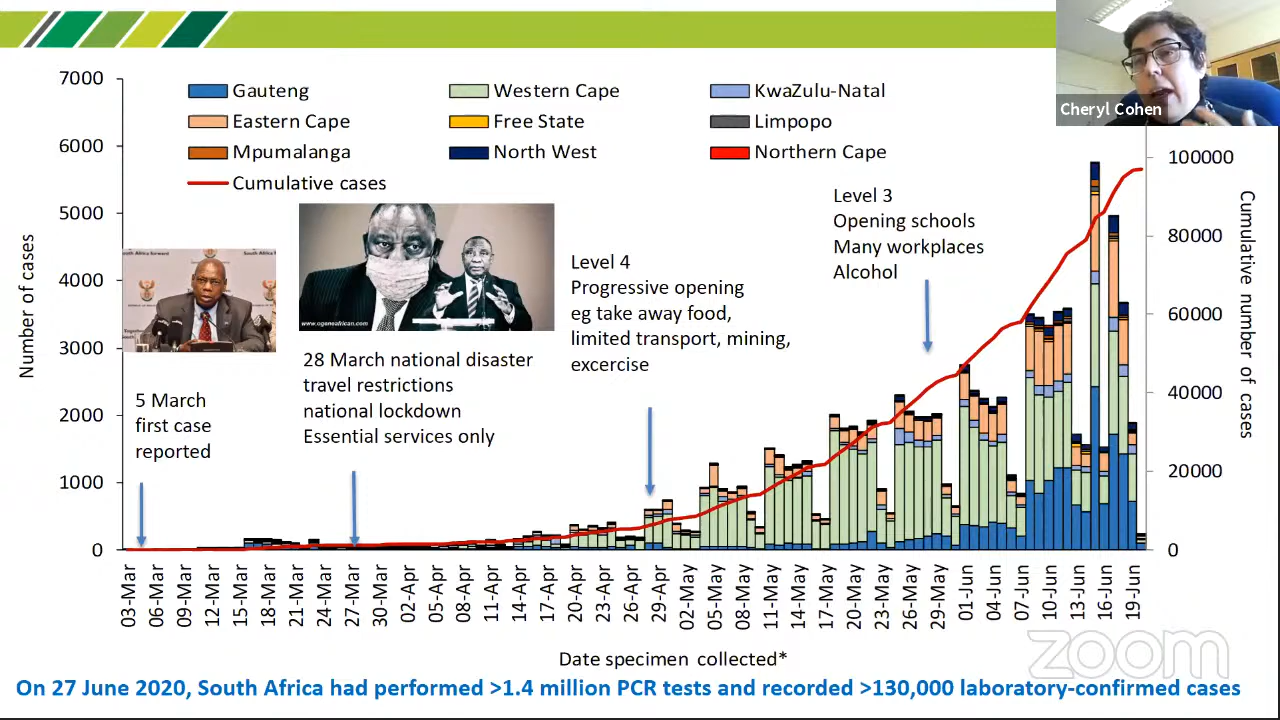 Cheryl Cohen
7000
6000
5000
4000
3000
2000
1000
0
Number of cases
Gauteng
Western Cape
KwaZulu-Natal
Eastern Cape
Free State
Limpopo
Mpumalanga
North West
Northern Cape
Cumulative cases
www.ogeneafrican.com
5 March
first case
reported
28 March national disaster
travel restrictions
national lockdown
Essential services only
Level 4
Progressive opening
eg take away food,
limited transport, mining,
excercise
Level 3
Opening schools
Many workplaces
Alcohol
100000
80000
60000
40000
20000
0
Cumulative number of cases
03-Mar
06-Mar
09-Mar
12-Mar
15-Mar
18-Mar
21-Mar
24-Mar
27-Mar
30-Mar
02-Apr
05-Apr
08-Apr
11-Apr
14-Apr
17-Apr
20-Apr
23-Apr
26-Apr
29-Apr
02-May
05-May
08-May
11-May
14-May
17-May
20-May
23-May
26-May
29-May
01-Jun
04-Jun
07-Jun
10-Jun
13-Jun
16-Jun
19-Jun
Date specimen collected*
zoom
On 27 June 2020, South Africa had performed >1.4 million PCR tests and recorded >130,000 laboratory-confirmed cases